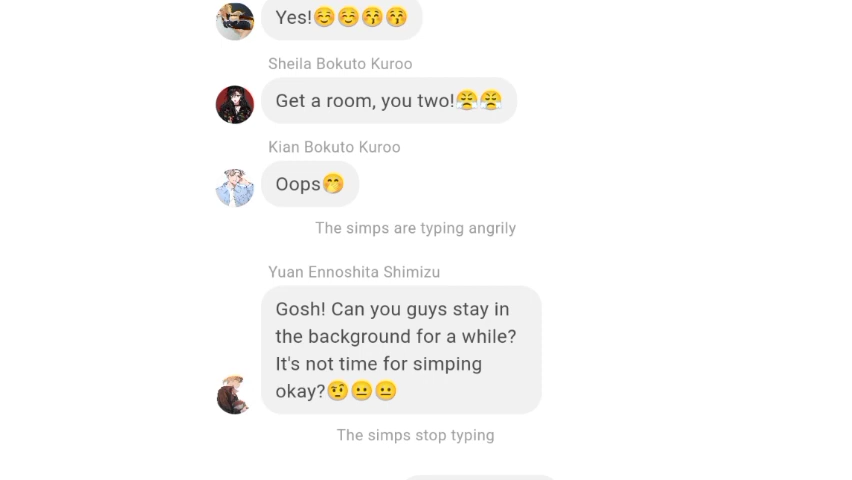 Yes!☺️☺️😚😚
Sheila Bokuto Kuroo
Get a room, you two!😤😤
Kian Bokuto Kuroo
Oops🤭
The simps are typing angrily
Yuan Ennoshita Shimizu
Gosh! Can you guys stay in
the background for a while?
It's not time for simping
okay?🤨😐😐
The simps stop typing